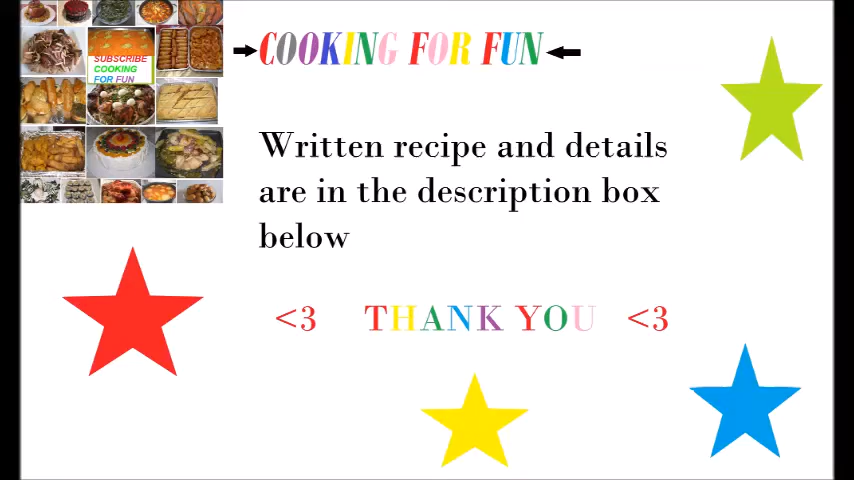 COOKING FOR FUN
SUBSCRIBE
COOKING
FOR FUN
Written recipe and details
are in the description box
below
<3 THANK YOU <3